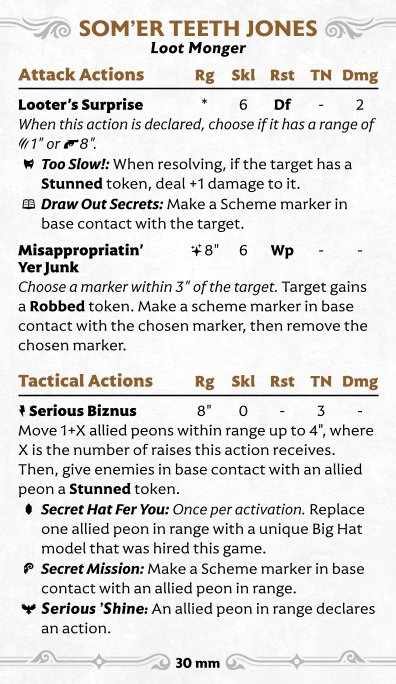 SOM'ER TEETH JONES
Loot Monger
Attack Actions Rg Skl Rst TN Dmg
Looter's Surprise * 6 Df - 2
When this action is declared, choose if it has a range of
1" or 8".
Too Slow!: When resolving, if the target has a
Stunned token, deal +1 damage to it.
Draw Out Secrets: Make a Scheme marker in
base contact with the target.
Misappropriatin' 8" 6 Wp - -
Yer Junk
Choose a marker within 3" of the target. Target gains
a Robbed token. Make a scheme marker in base
contact with the chosen marker, then remove the
chosen marker.
Tactical Actions Rg Skl Rst TN Dmg
Serious Biznus 8" 0 - 3 -
Move 1+X allied peons within range up to 4", where
X is the number of raises this action receives.
Then, give enemies in base contact with an allied
peon a Stunned token.
Secret Hat Fer You: Once per activation. Replace
one allied peon in range with a unique Big Hat
model that was hired this game.
Secret Mission: Make a Scheme marker in base
contact with an allied peon in range.
Serious 'Shine: An allied peon in range declares
an action.
30 mm